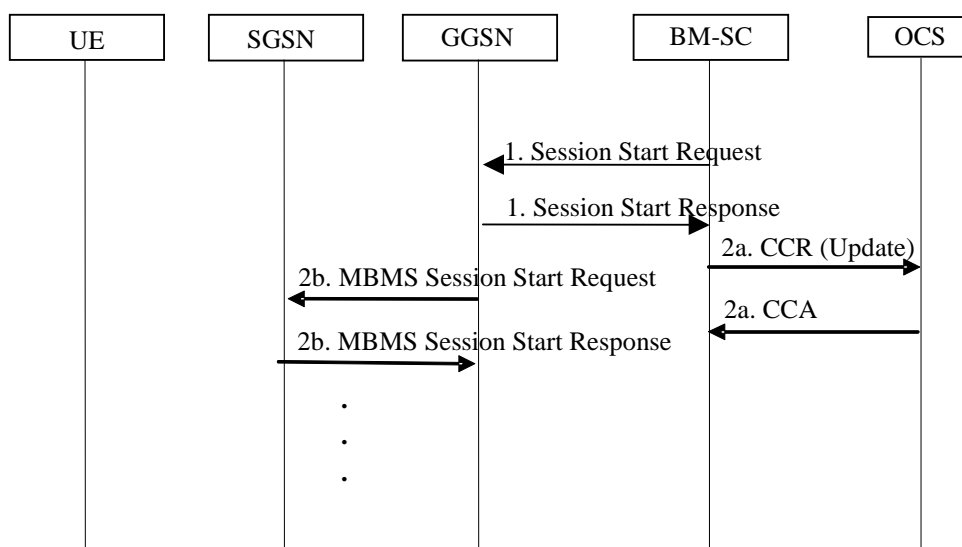 UE
SGSN
GGSN
BM-SC
OCS
1. Session Start Request
1. Session Start Response
2a. CCR (Update)
2b. MBMS Session Start Request
2a. CCA
2b. MBMS Session Start Response
.
.
.